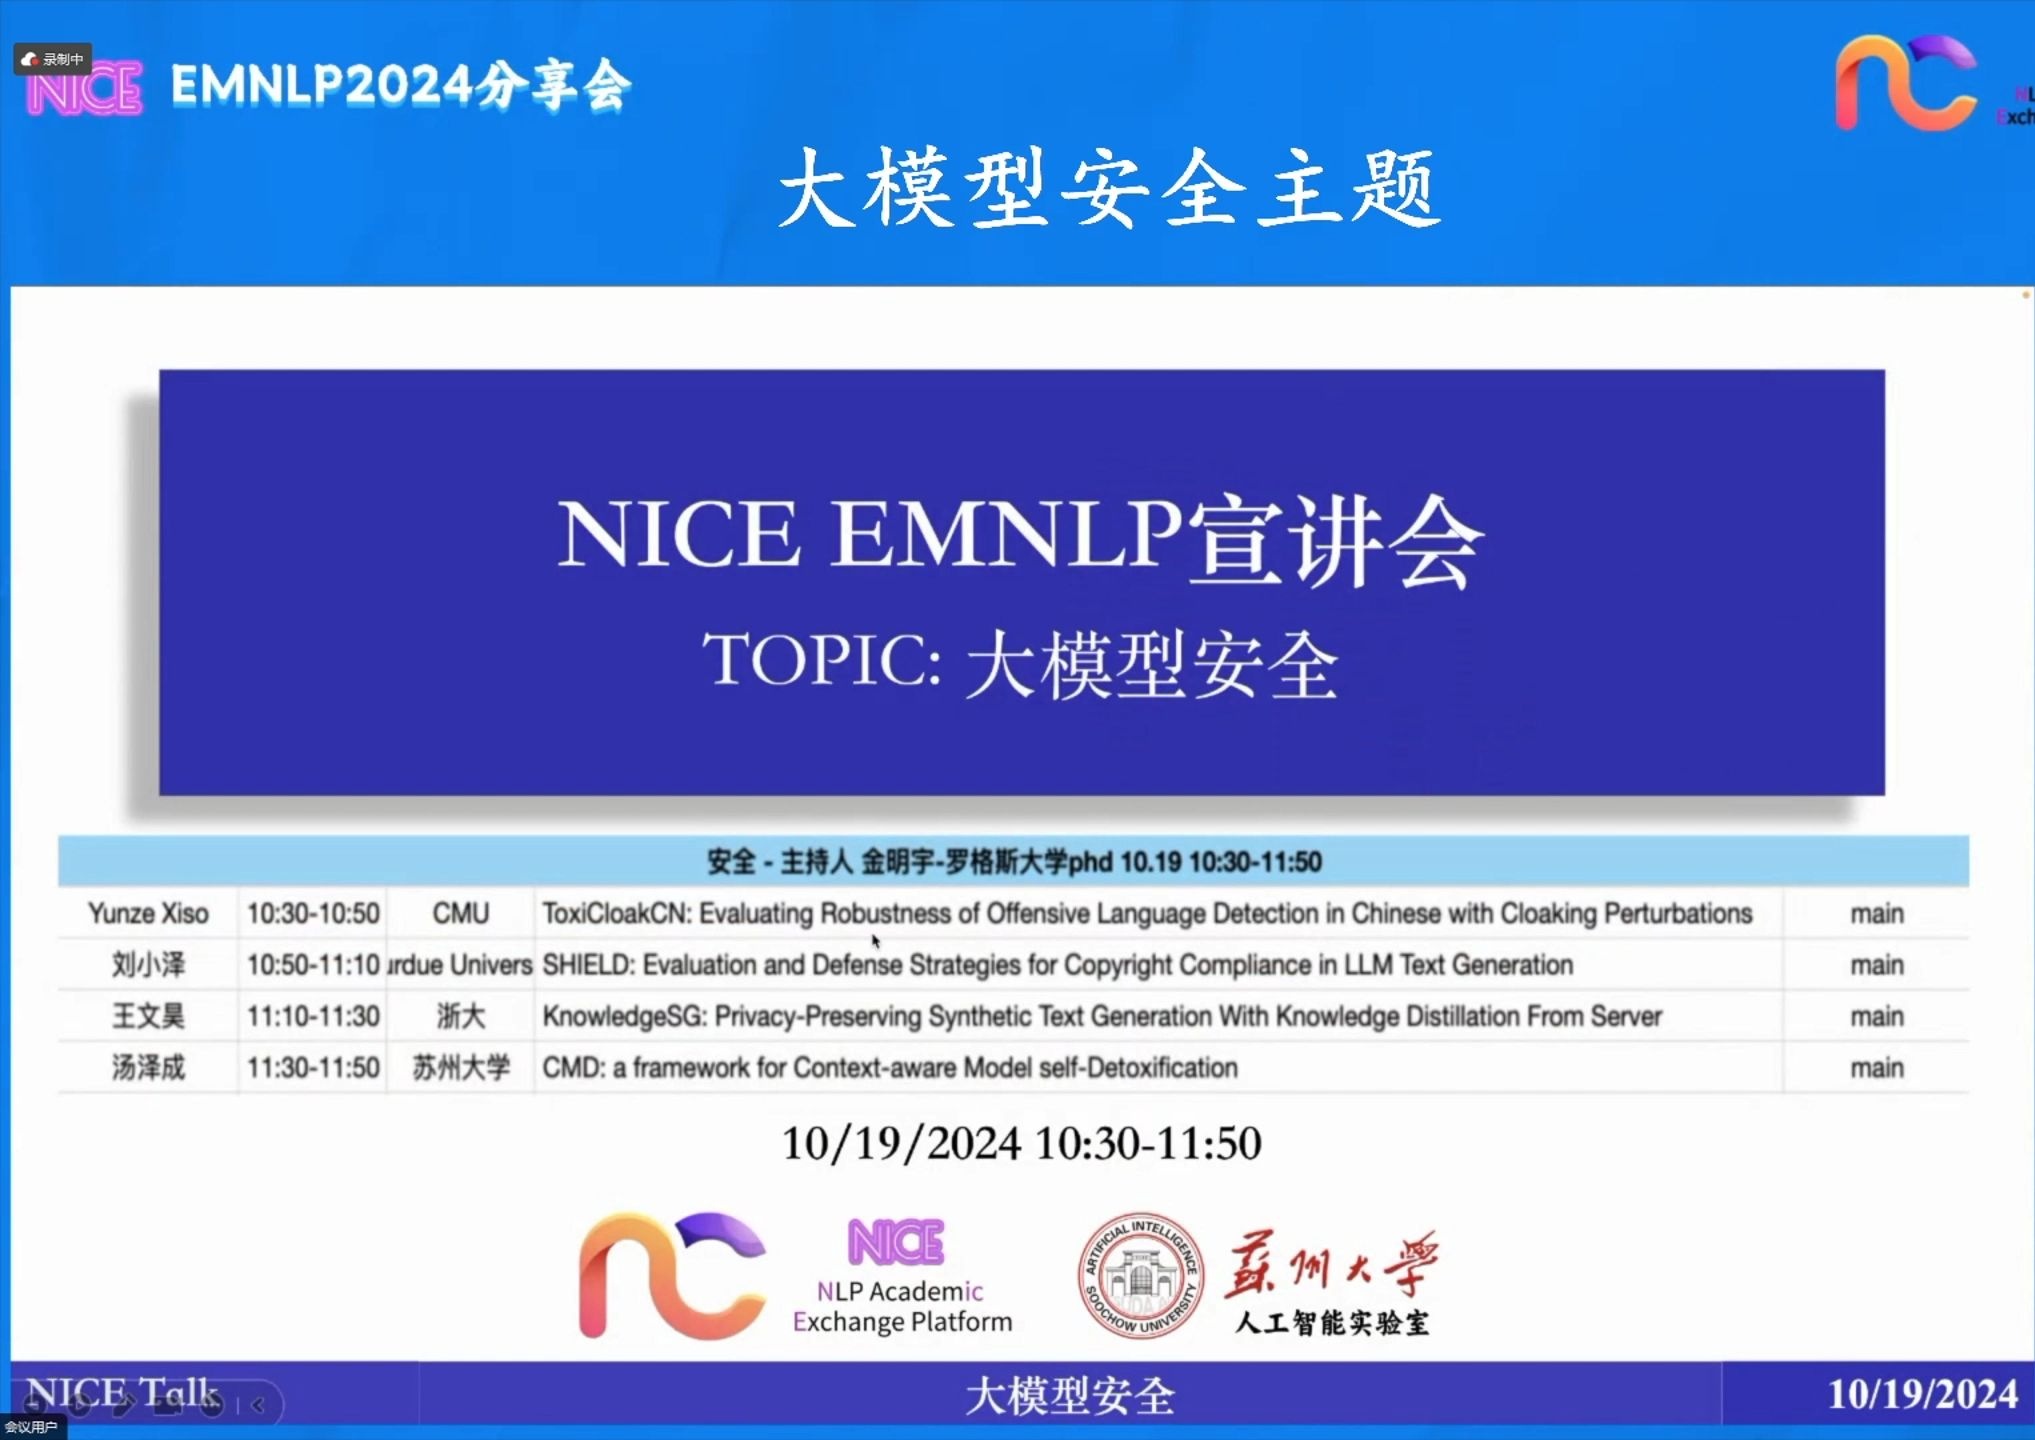 录制中
NICE EMNLP2024分享会
大模型安全主题
NICE EMNLP宣讲会
TOPIC: 大模型安全
安全 - 主持人 金明宇-罗格斯大学phd 10.19 10:30-11:50
Yunze Xiso 10:30-10:50 CMU ToxiCloakCN: Evaluating Robustness of Offensive Language Detection in Chinese with Cloaking Perturbations main
刘小泽 10:50-11:10 urdue Univers SHIELD: Evaluation and Defense Strategies for Copyright Compliance in LLM Text Generation main
王文昊 11:10-11:30 浙大 KnowledgeSG: Privacy-Preserving Synthetic Text Generation With Knowledge Distillation From Server main
汤泽成 11:30-11:50 苏州大学 CMD: a framework for Context-aware Model self-Detoxification main
10/19/2024 10:30-11:50
NICE
NLP Academic
Exchange Platform
ARTIFICIAL INTELLIGENCE
SOOCHOW UNIVERSITY
蘇州大學
人工智能实验室
NICE Talk 大模型安全 10/19/2024
会议用户